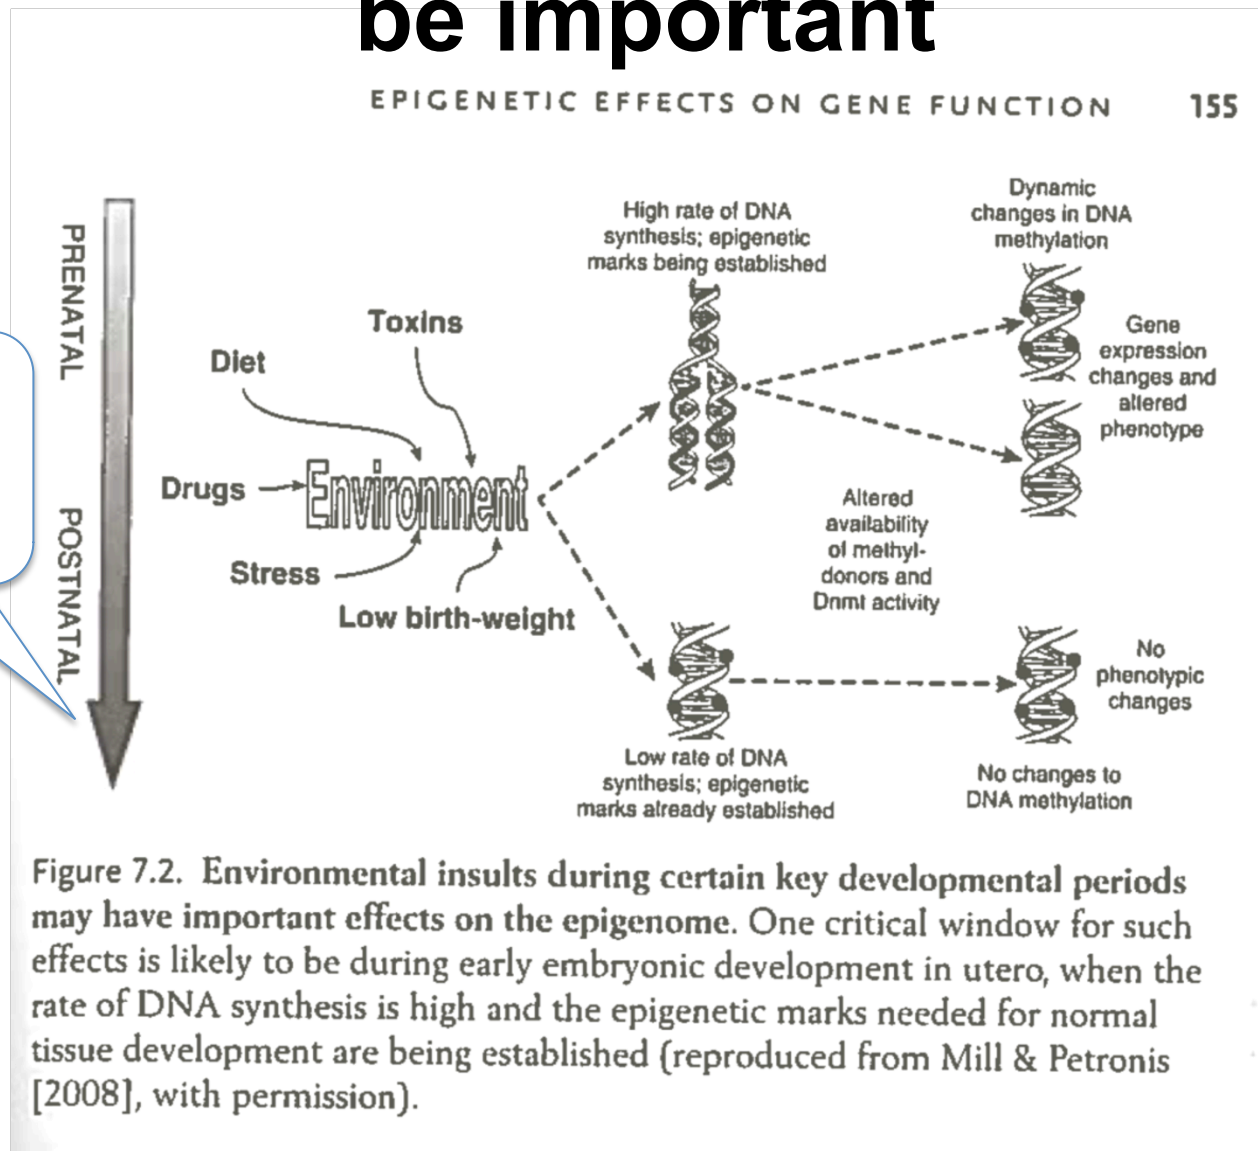 be important
EPIGENETIC EFFECTS ON GENE FUNCTION 155
PRENATAL
POSTNATAL
Diet
Toxins
Drugs
Environment
Stress
Low birth-weight
High rate of DNA
synthesis; epigenetic
marks being established
Dynamic
changes in DNA
methylation
Gene
expression
changes and
altered
phenotype
Altered
availability
of methyl-
donors and
Dnmt activity
Low rate of DNA
synthesis; epigenetic
marks already established
No
phenotypic
changes
No changes to
DNA methylation
Figure 7.2. Environmental insults during certain key developmental periods
may have important effects on the epigenome. One critical window for such
effects is likely to be during early embryonic development in utero, when the
rate of DNA synthesis is high and the epigenetic marks needed for normal
tissue development are being established (reproduced from Mill & Petronis
[2008], with permission).